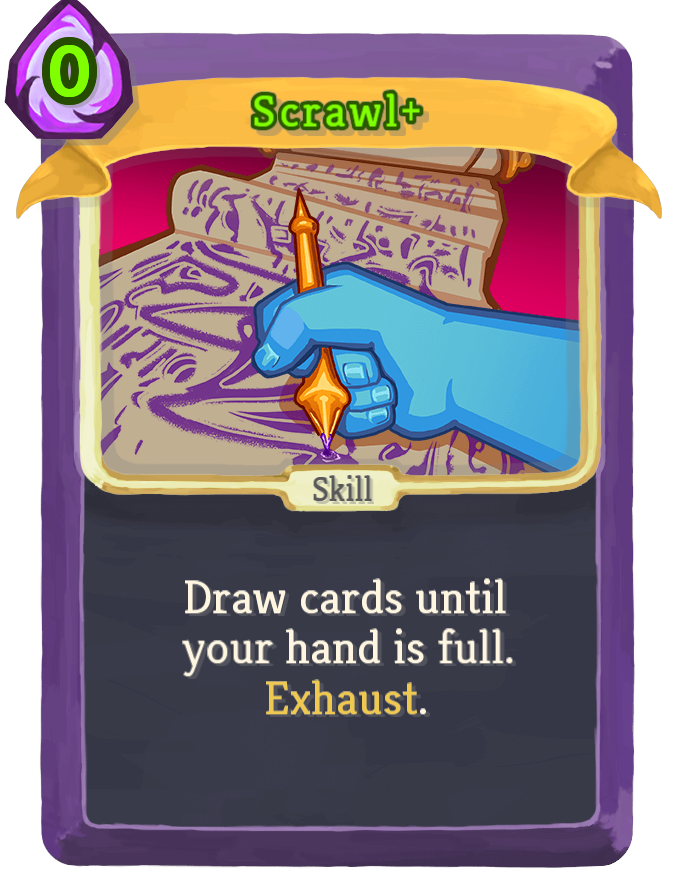 0
Scrawl+
Skill
Draw cards until
your hand is full.
Exhaust.